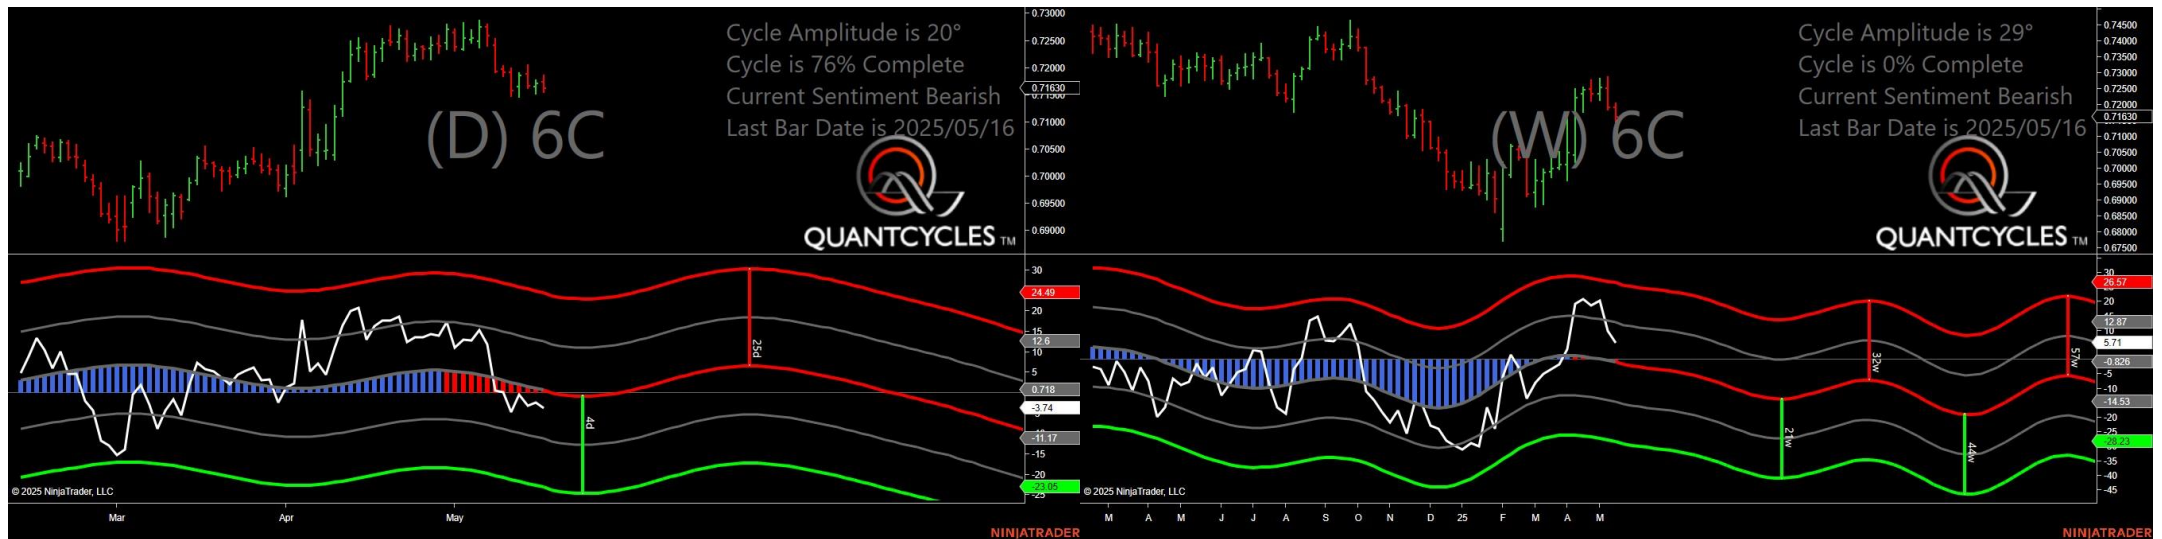 Cycle Amplitude is 20°
Cycle is 76% Complete
Current Sentiment Bearish
Last Bar Date is 2025/05/16
(D) 6C
QUANTCYCLES TM
0.73000
0.72500
0.72000
0.71630
0.71000
0.70500
0.70000
0.69500
0.69000
30
24.49
20
15
12.6
10
5
0.718
-3.74
-11.17
-15
-20
-23.05
-25
25d
4d
© 2025 NinjaTrader, LLC
Mar
Apr
May
NINJATRADER
Cycle Amplitude is 29°
Cycle is 0% Complete
Current Sentiment Bearish
Last Bar Date is 2025/05/16
(W) 6C
QUANTCYCLES TM
0.74500
0.74000
0.73500
0.73000
0.72500
0.72000
0.71630
0.71000
0.70500
0.70000
0.69500
0.69000
0.68500
0.68000
0.67500
30
26.57
20
12.87
10
5.71
-0.826
-5
-10
-14.53
-20
-25
-28.23
-35
-40
-45
32w
57w
21w
44w
© 2025 NinjaTrader, LLC
M A M J J A S O N D 25 F M A M
NINJATRADER